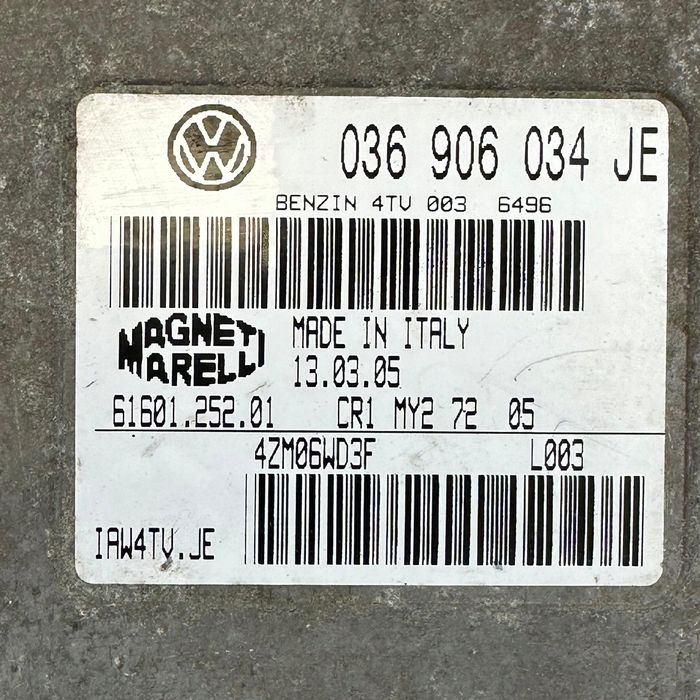 036 906 034 JE
BENZIN 4TV 003 6496
MAGNETI MARELLI
MADE IN ITALY
13.03.05
61601.252.01 CR1 MY2 72 05
4ZM06WD3F L003
IAW4TV.JE